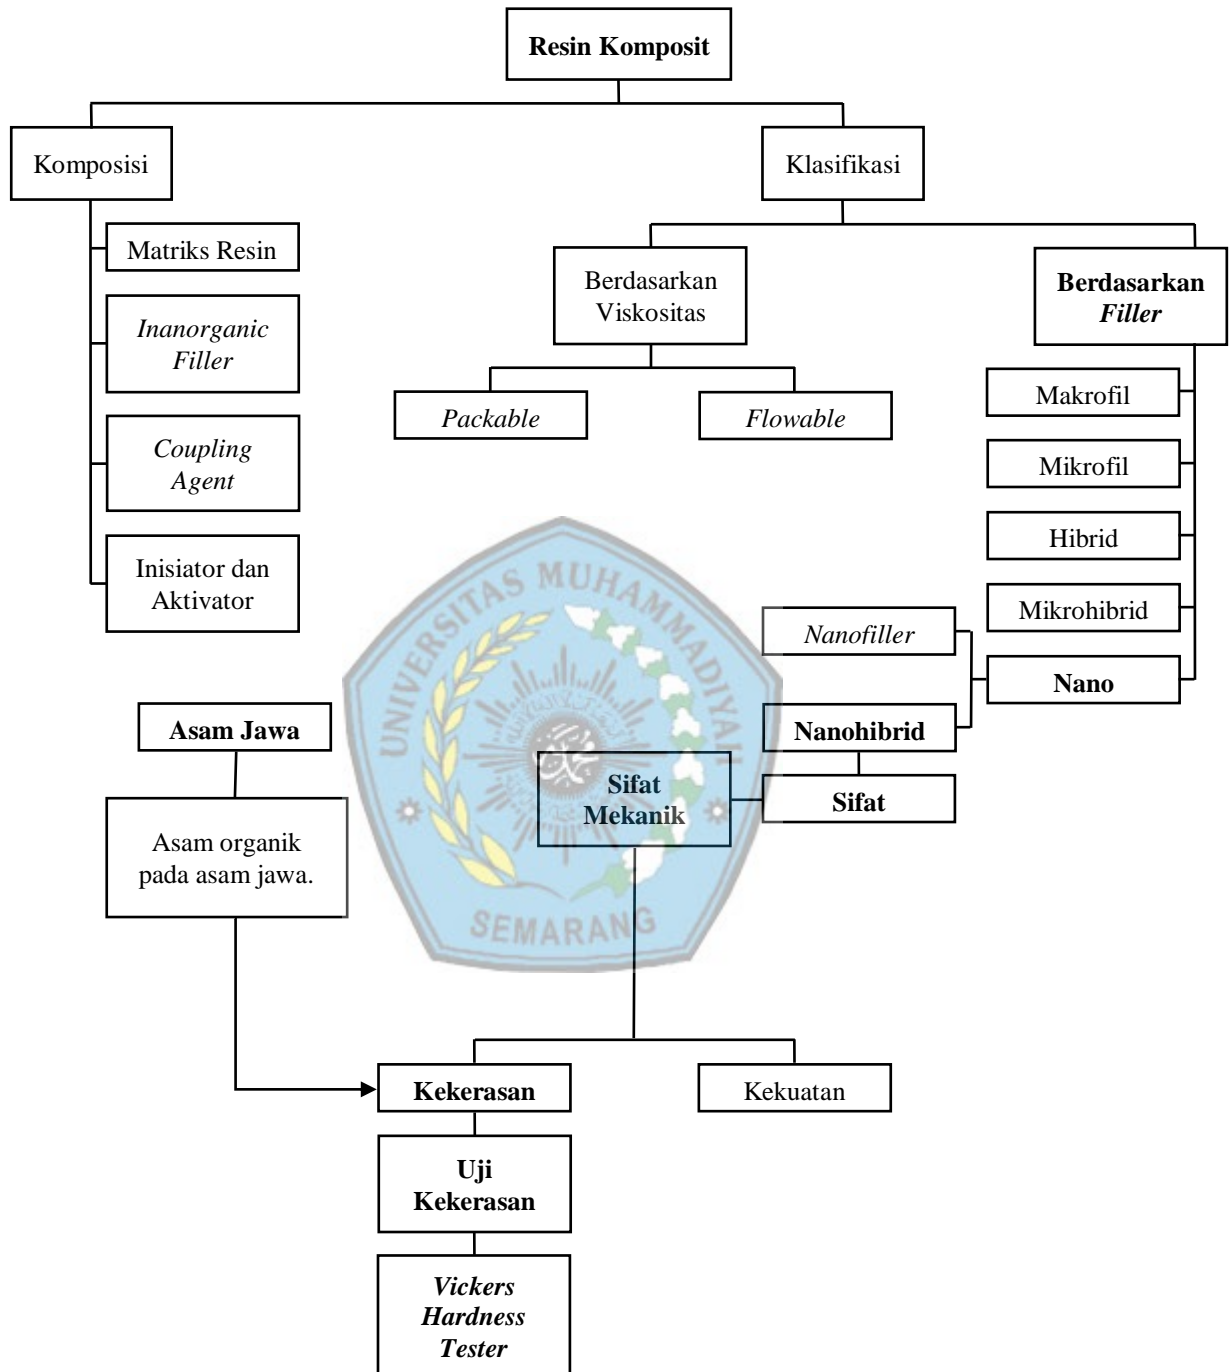 Resin Komposit
Komposisi
Klasifikasi
Matriks Resin
Inanorganic
Filler
Coupling
Agent
Inisiator dan
Aktivator
Berdasarkan
Viskositas
Packable
Flowable
Berdasarkan
Filler
Makrofil
Mikrofil
Hibrid
Mikrohibrid
Nano
Nanofiller
Nanohibrid
Sifat
Sifat
Mekanik
Asam Jawa
Asam organik
pada asam jawa.
UNIVERSITAS MUHAMMADIYAH
SEMARANG
Kekerasan
Kekuatan
Uji
Kekerasan
Vickers
Hardness
Tester